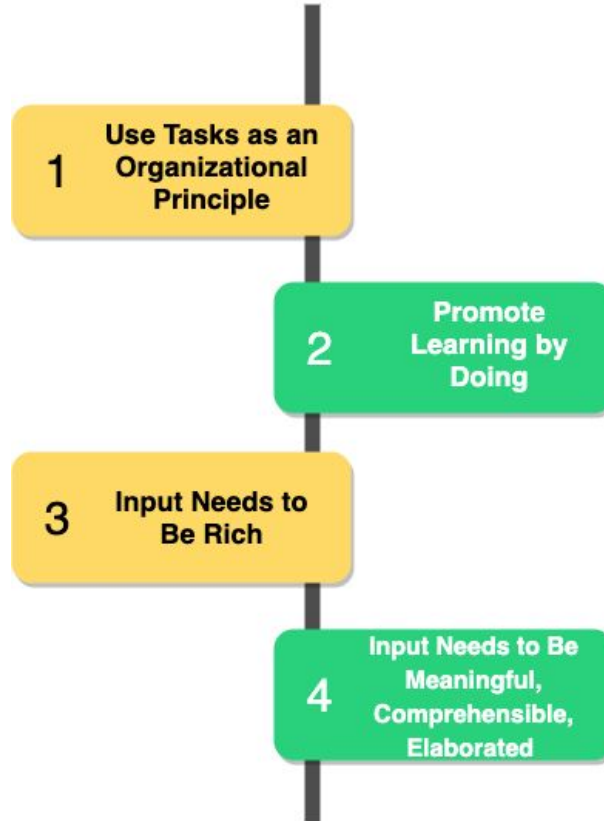 1
Use Tasks as an
Organizational
Principle
2
Promote
Learning by
Doing
3
Input Needs to
Be Rich
4
Input Needs to Be
Meaningful,
Comprehensible,
Elaborated